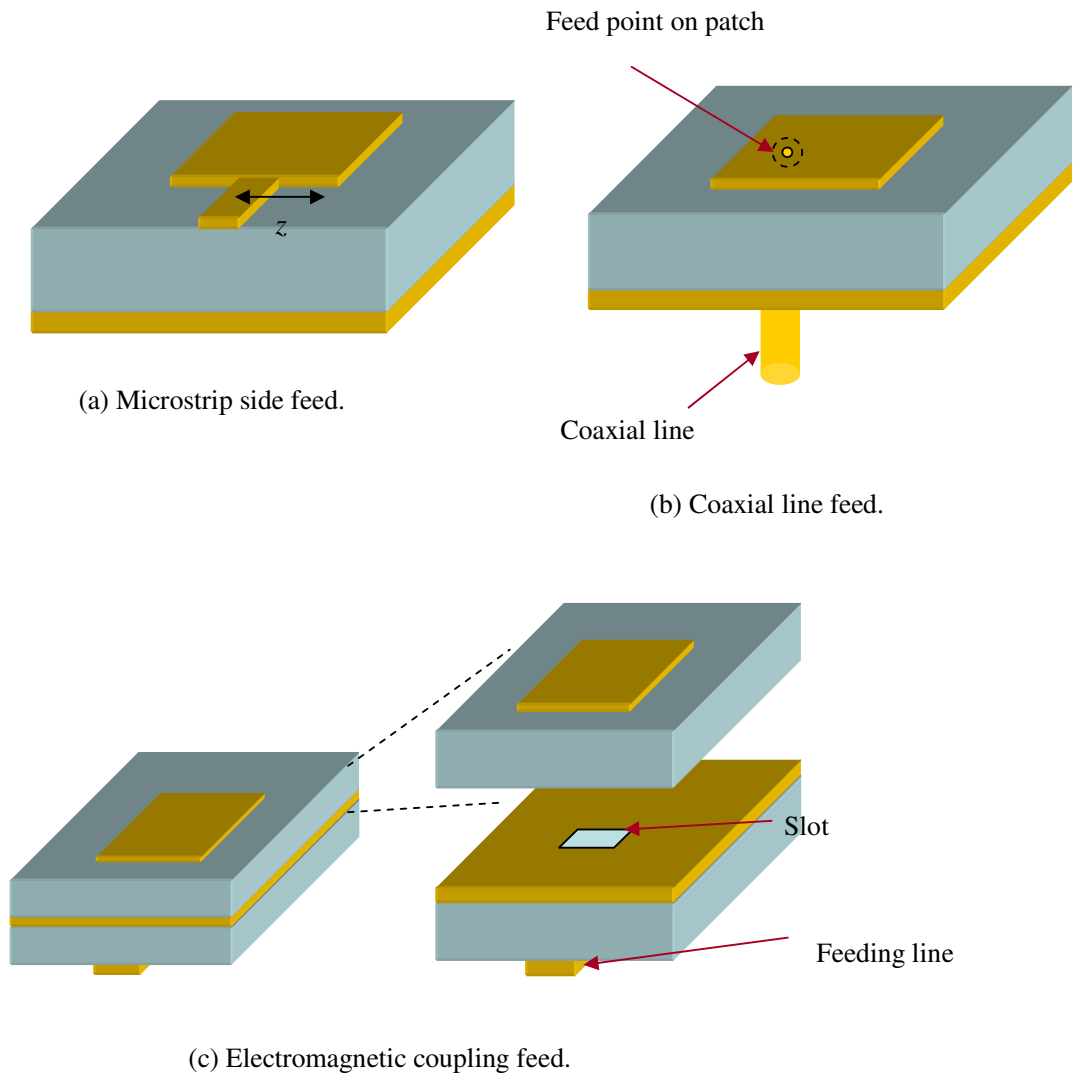 Feed point on patch
z
(a) Microstrip side feed.
Coaxial line
(b) Coaxial line feed.
Slot
Feeding line
(c) Electromagnetic coupling feed.